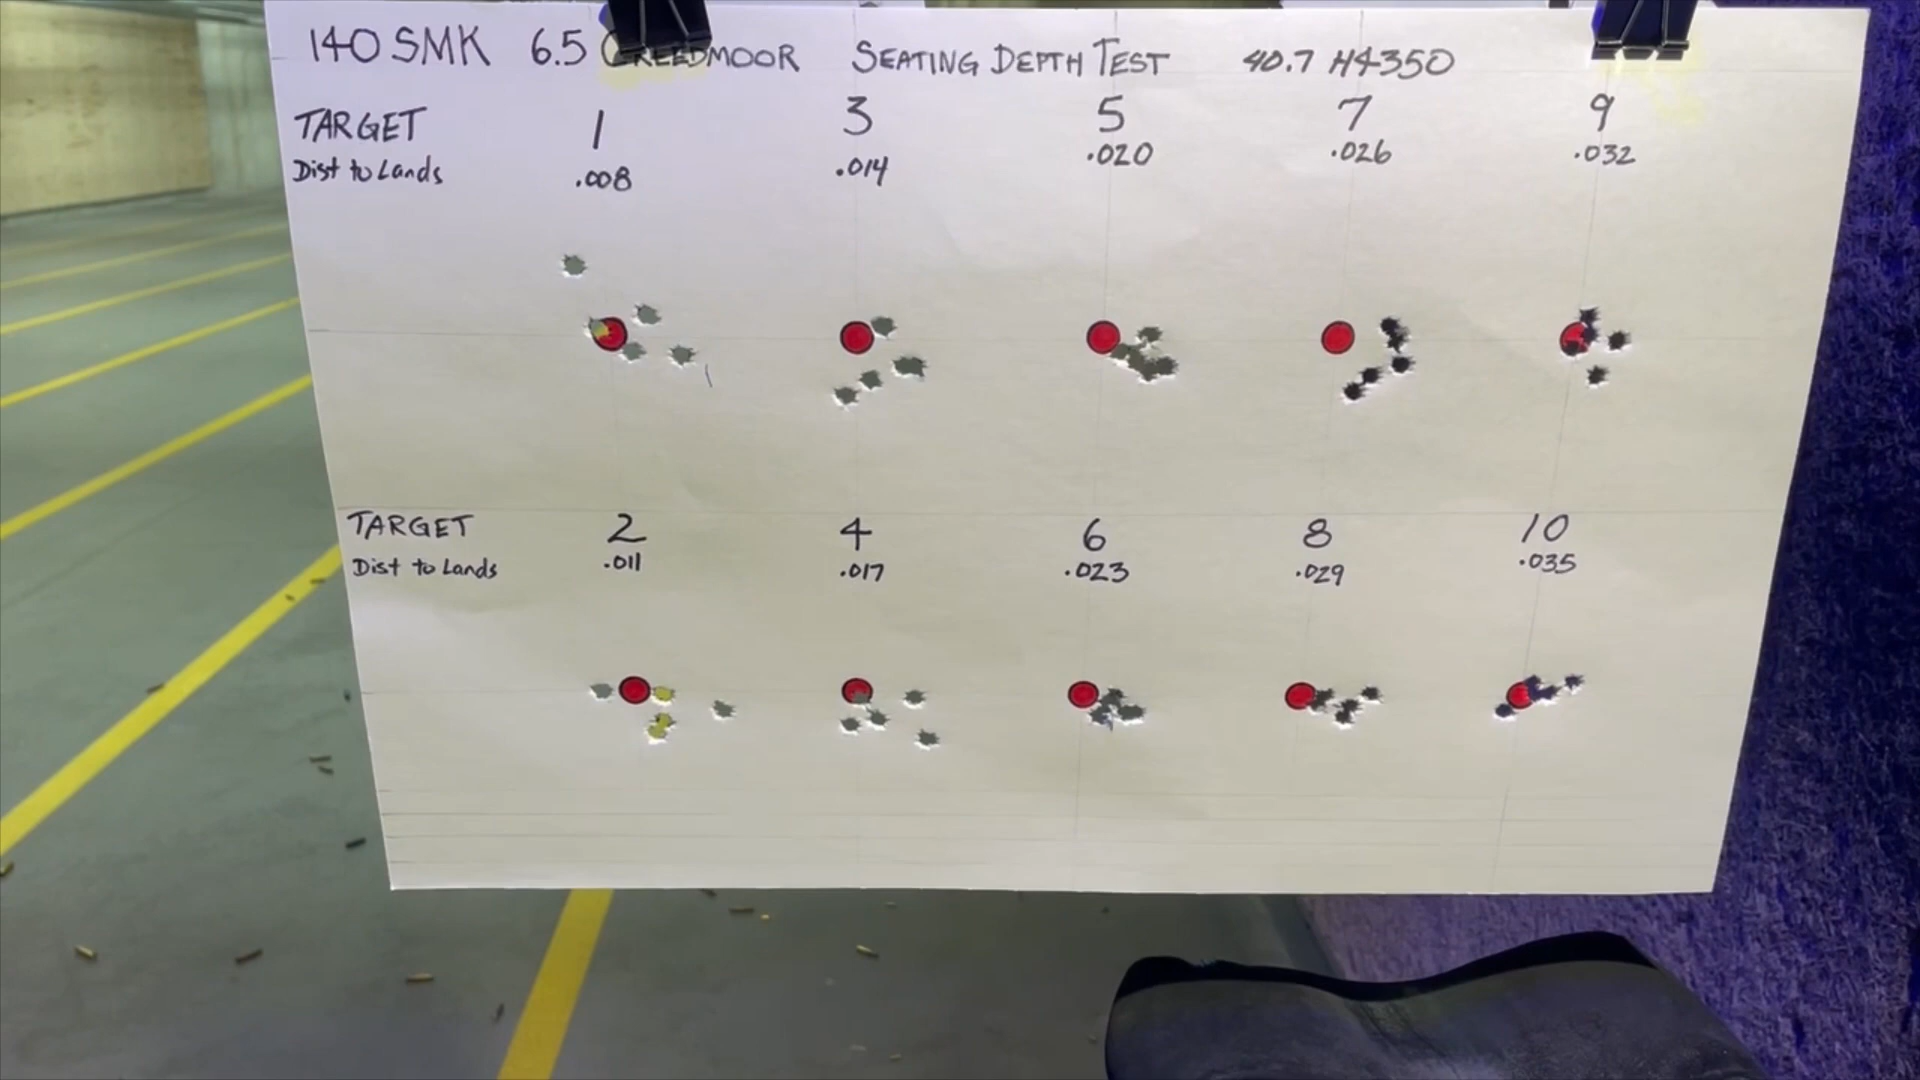 140 SMK 6.5 CREEDMOOR SEATING DEPTH TEST 40.7 H4350
TARGET 1 3 5 7 9
Dist to Lands .008 .014 .020 .026 .032
TARGET 2 4 6 8 10
Dist to Lands .011 .017 .023 .029 .035